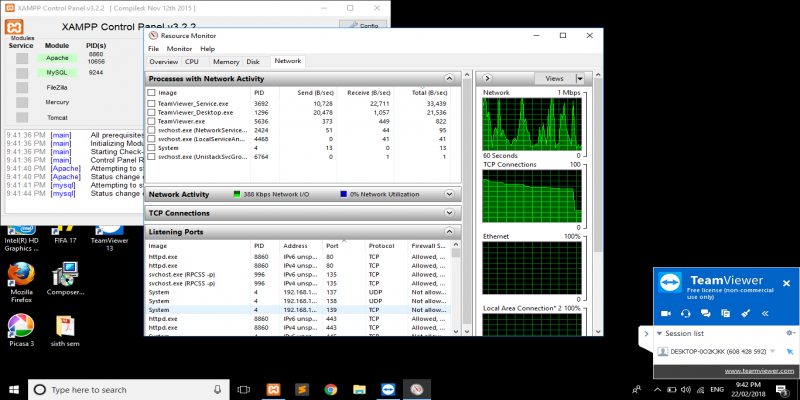 XAMPP Control Panel v3.2.2   [ Compiled: Nov 12th 2015 ]
XAMPP Control Panel v3.2.2
Config
Modules
Service Module PID(s)
Apache 8860
10656
MySQL 9244
FileZilla
Mercury
Tomcat
9:41:36 PM [main] All prerequisites
9:41:36 PM [main] Initializing Modu
9:41:36 PM [main] Starting Check-
9:41:36 PM [main] Control Panel R
9:41:40 PM [Apache] Attempting to s
9:41:40 PM [Apache] Status change
9:41:41 PM [mysql] Attempting to s
9:41:44 PM [mysql] Status change
Resource Monitor
File Monitor Help
Overview CPU Memory Disk Network
Processes with Network Activity
Image PID Send (B/sec) Receive (B/sec) Total (B/sec)
TeamViewer_Service.exe 3692 10,728 22,711 33,439
TeamViewer_Desktop.exe 1296 20,478 1,057 21,536
TeamViewer.exe 5636 373 449 822
svchost.exe (NetworkService... 2424 51 44 95
svchost.exe (LocalServiceAn... 4468 0 41 41
System 4 13 0 13
svchost.exe (UnistackSvcGro... 6764 0 1 1
Network Activity 388 Kbps Network I/O 0% Network Utilization
TCP Connections
Listening Ports
Image PID Address Port Protocol Firewall S...
httpd.exe 8860 IPv6 unsp... 80 TCP Allowed, ...
httpd.exe 8860 IPv4 unsp... 80 TCP Allowed, ...
svchost.exe (RPCSS -p) 996 IPv6 unsp... 135 TCP Allowed, ...
svchost.exe (RPCSS -p) 996 IPv4 unsp... 135 TCP Allowed, ...
System 4 192.168.1... 137 UDP Not allow...
System 4 192.168.1... 138 UDP Not allow...
System 4 192.168.1... 139 TCP Not allow...
httpd.exe 8860 IPv6 unsp... 443 TCP Allowed, ...
httpd.exe 8860 IPv4 unsp... 443 TCP Allowed, ...
Views
Network 1 Mbps
60 Seconds 0
TCP Connections 100
0
Ethernet 100%
0
Local Area Connection* 2 100%
Intel(R) HD
Graphics ...
FIFA 17
TeamViewer
13
Mozilla
Firefox
Composer...
Picasa 3
sixth sem
TeamViewer
Free license (non-commercial
use only)
Session list
www.teamviewer.com
Type here to search
ENG
9:42 PM
22/02/2018